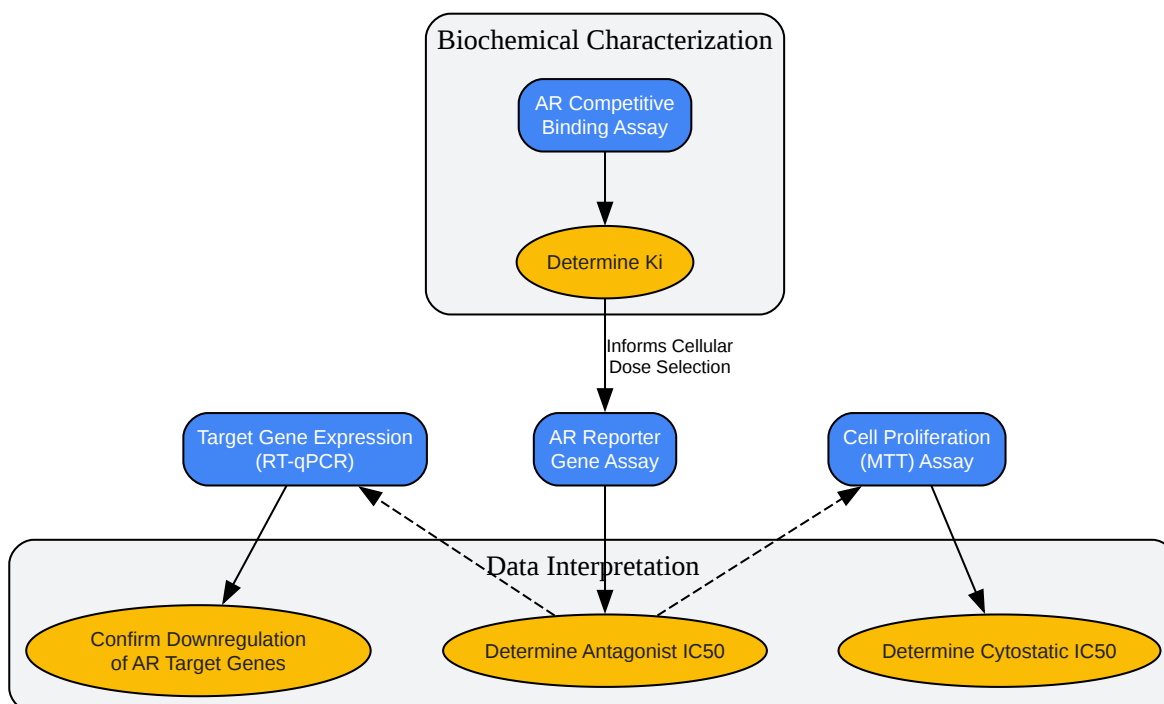 Biochemical Characterization
AR Competitive
Binding Assay
Determine Ki
Informs Cellular
Dose Selection
Target Gene Expression
(RT-qPCR)
AR Reporter
Gene Assay
Cell Proliferation
(MTT) Assay
Data Interpretation
Confirm Downregulation
of AR Target Genes
Determine Antagonist IC50
Determine Cytostatic IC50